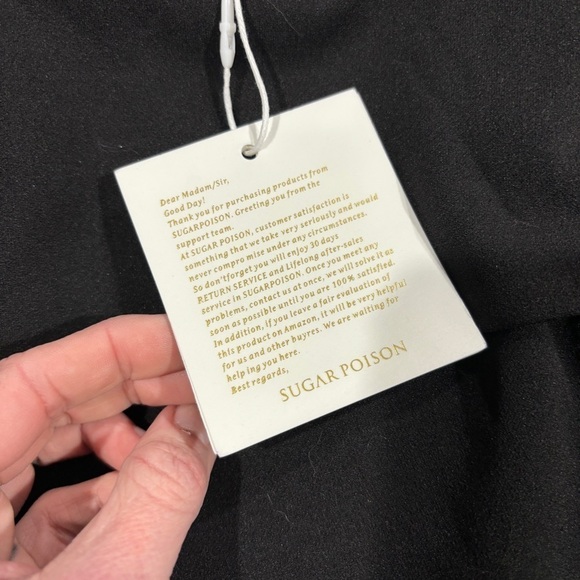 Dear Madam/Sir,
Good Day!
Thank you for purchasing products from
SUGARPOISON. Greeting you from the
support team.
At SUGAR POISON, customer satisfaction is
something that we take very seriously and would
never compromise under any circumstances.
So don'tforget you will enjoy 30 dayz
RETURN SERVICE and Lifelong after-sales
service in SUGARPOISON. Once you meet any
problems, contact us at once, we will solve it as
soon as possible until you are 100% satisfied.
In addition, if you leave a fair evaluation of
this product on Amazon, it will be very helpful
for us and other buyres. We are waiting for
help ing you here.
Best regards,
SUGAR POISON